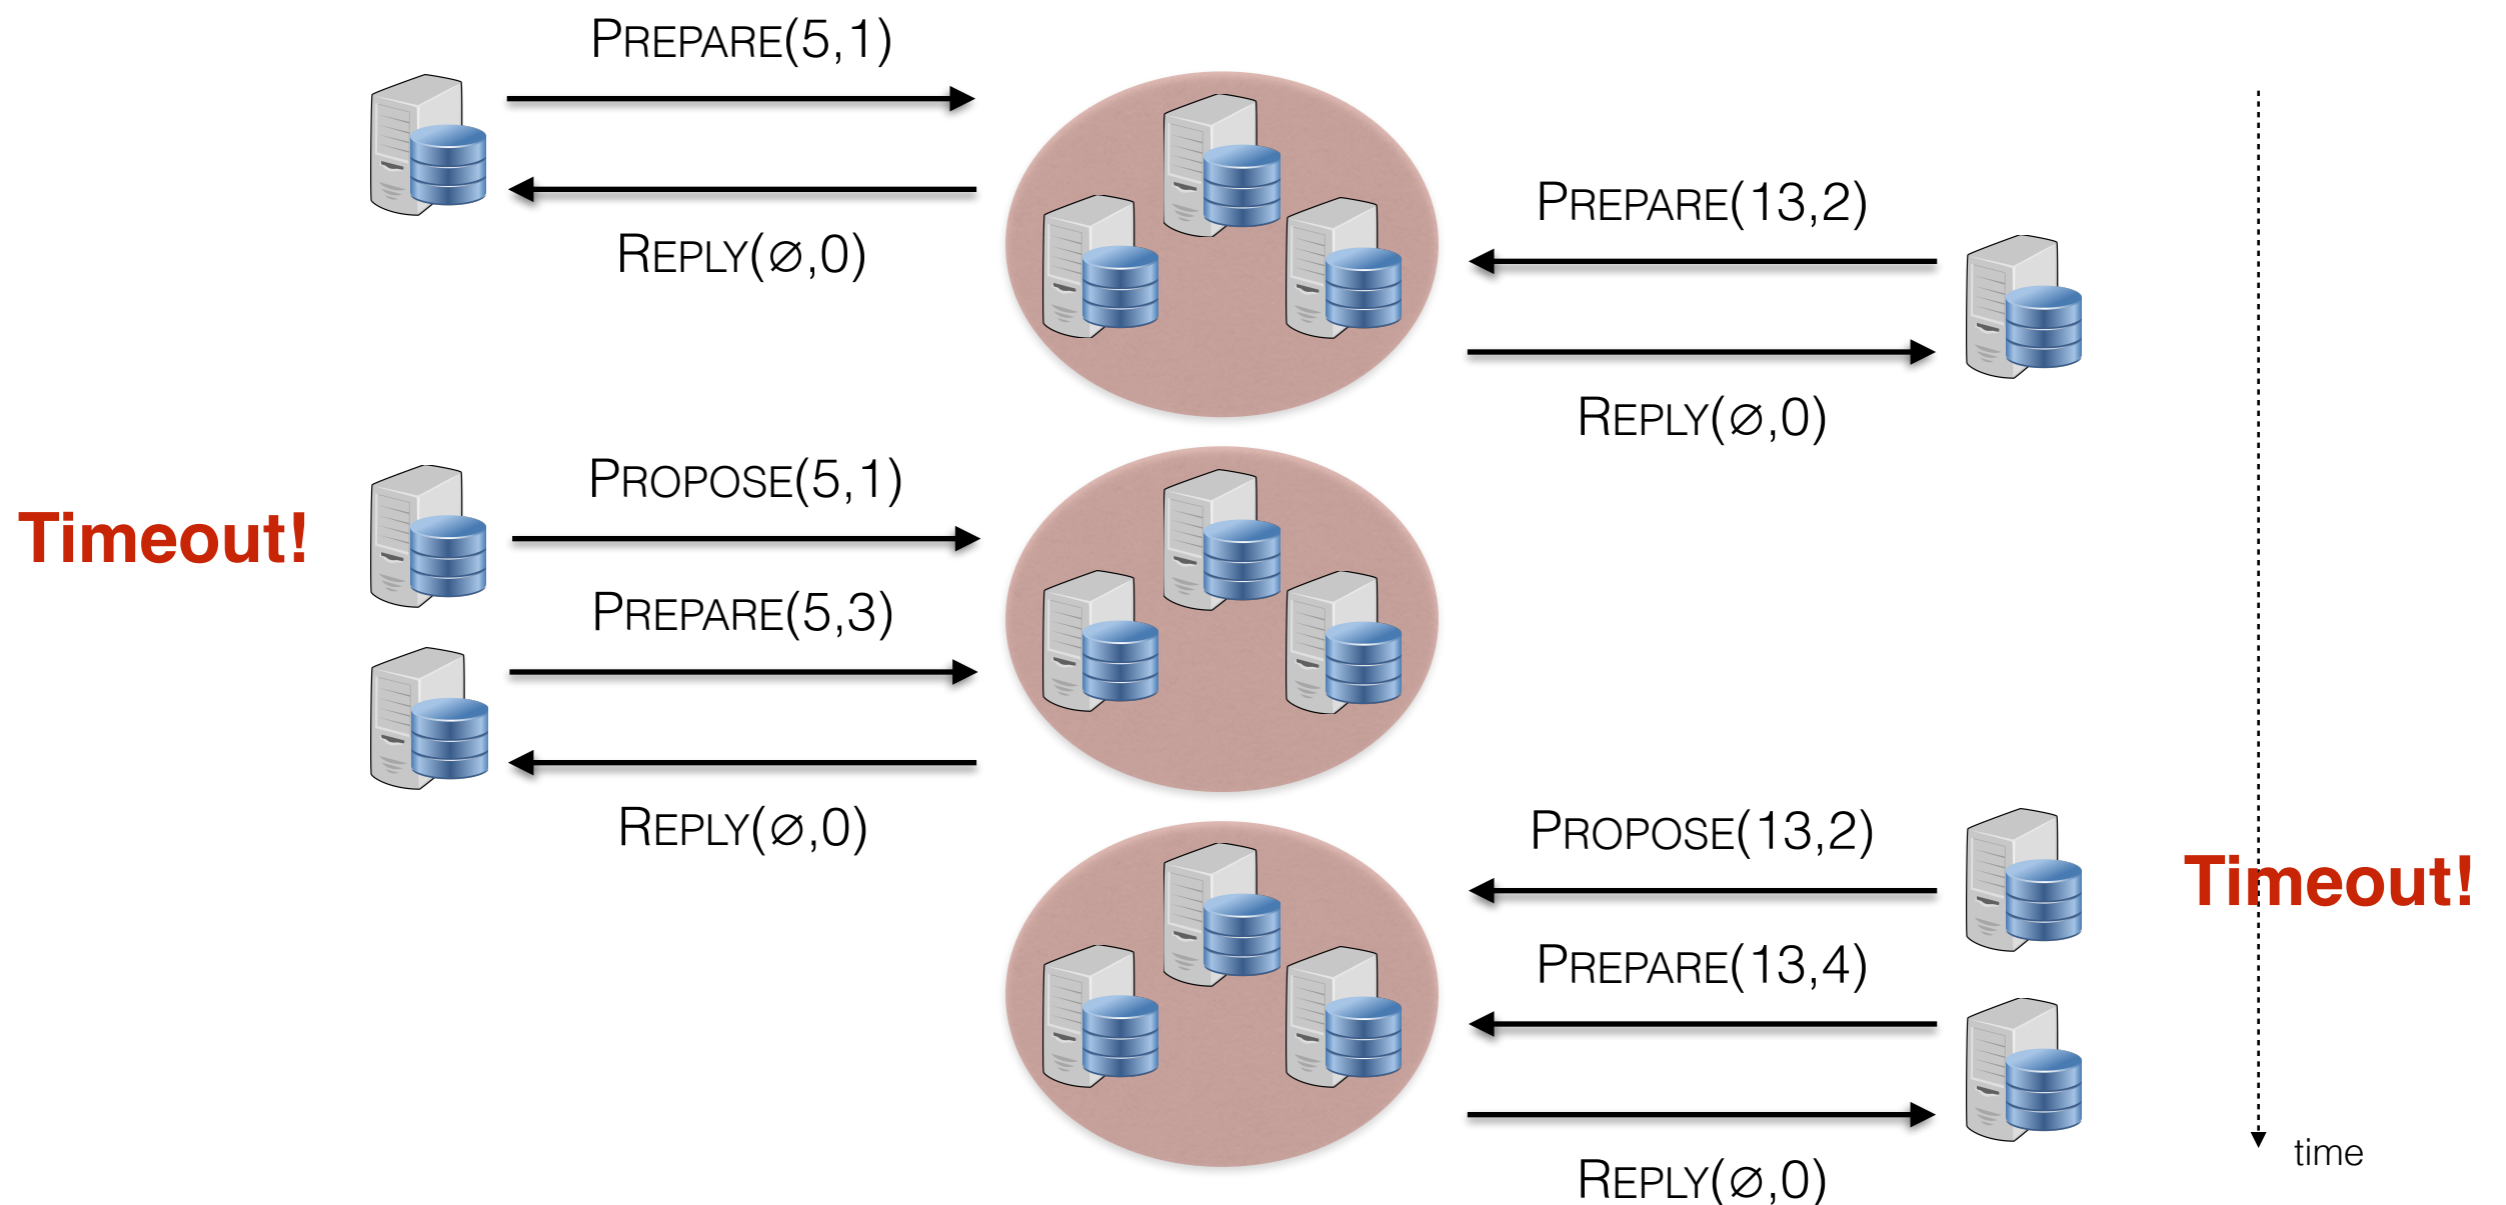 PREPARE(5,1)
REPLY(∅,0)
PREPARE(13,2)
REPLY(∅,0)
PROPOSE(5,1)
Timeout!
PREPARE(5,3)
REPLY(∅,0)
PROPOSE(13,2)
Timeout!
PREPARE(13,4)
REPLY(∅,0)
time